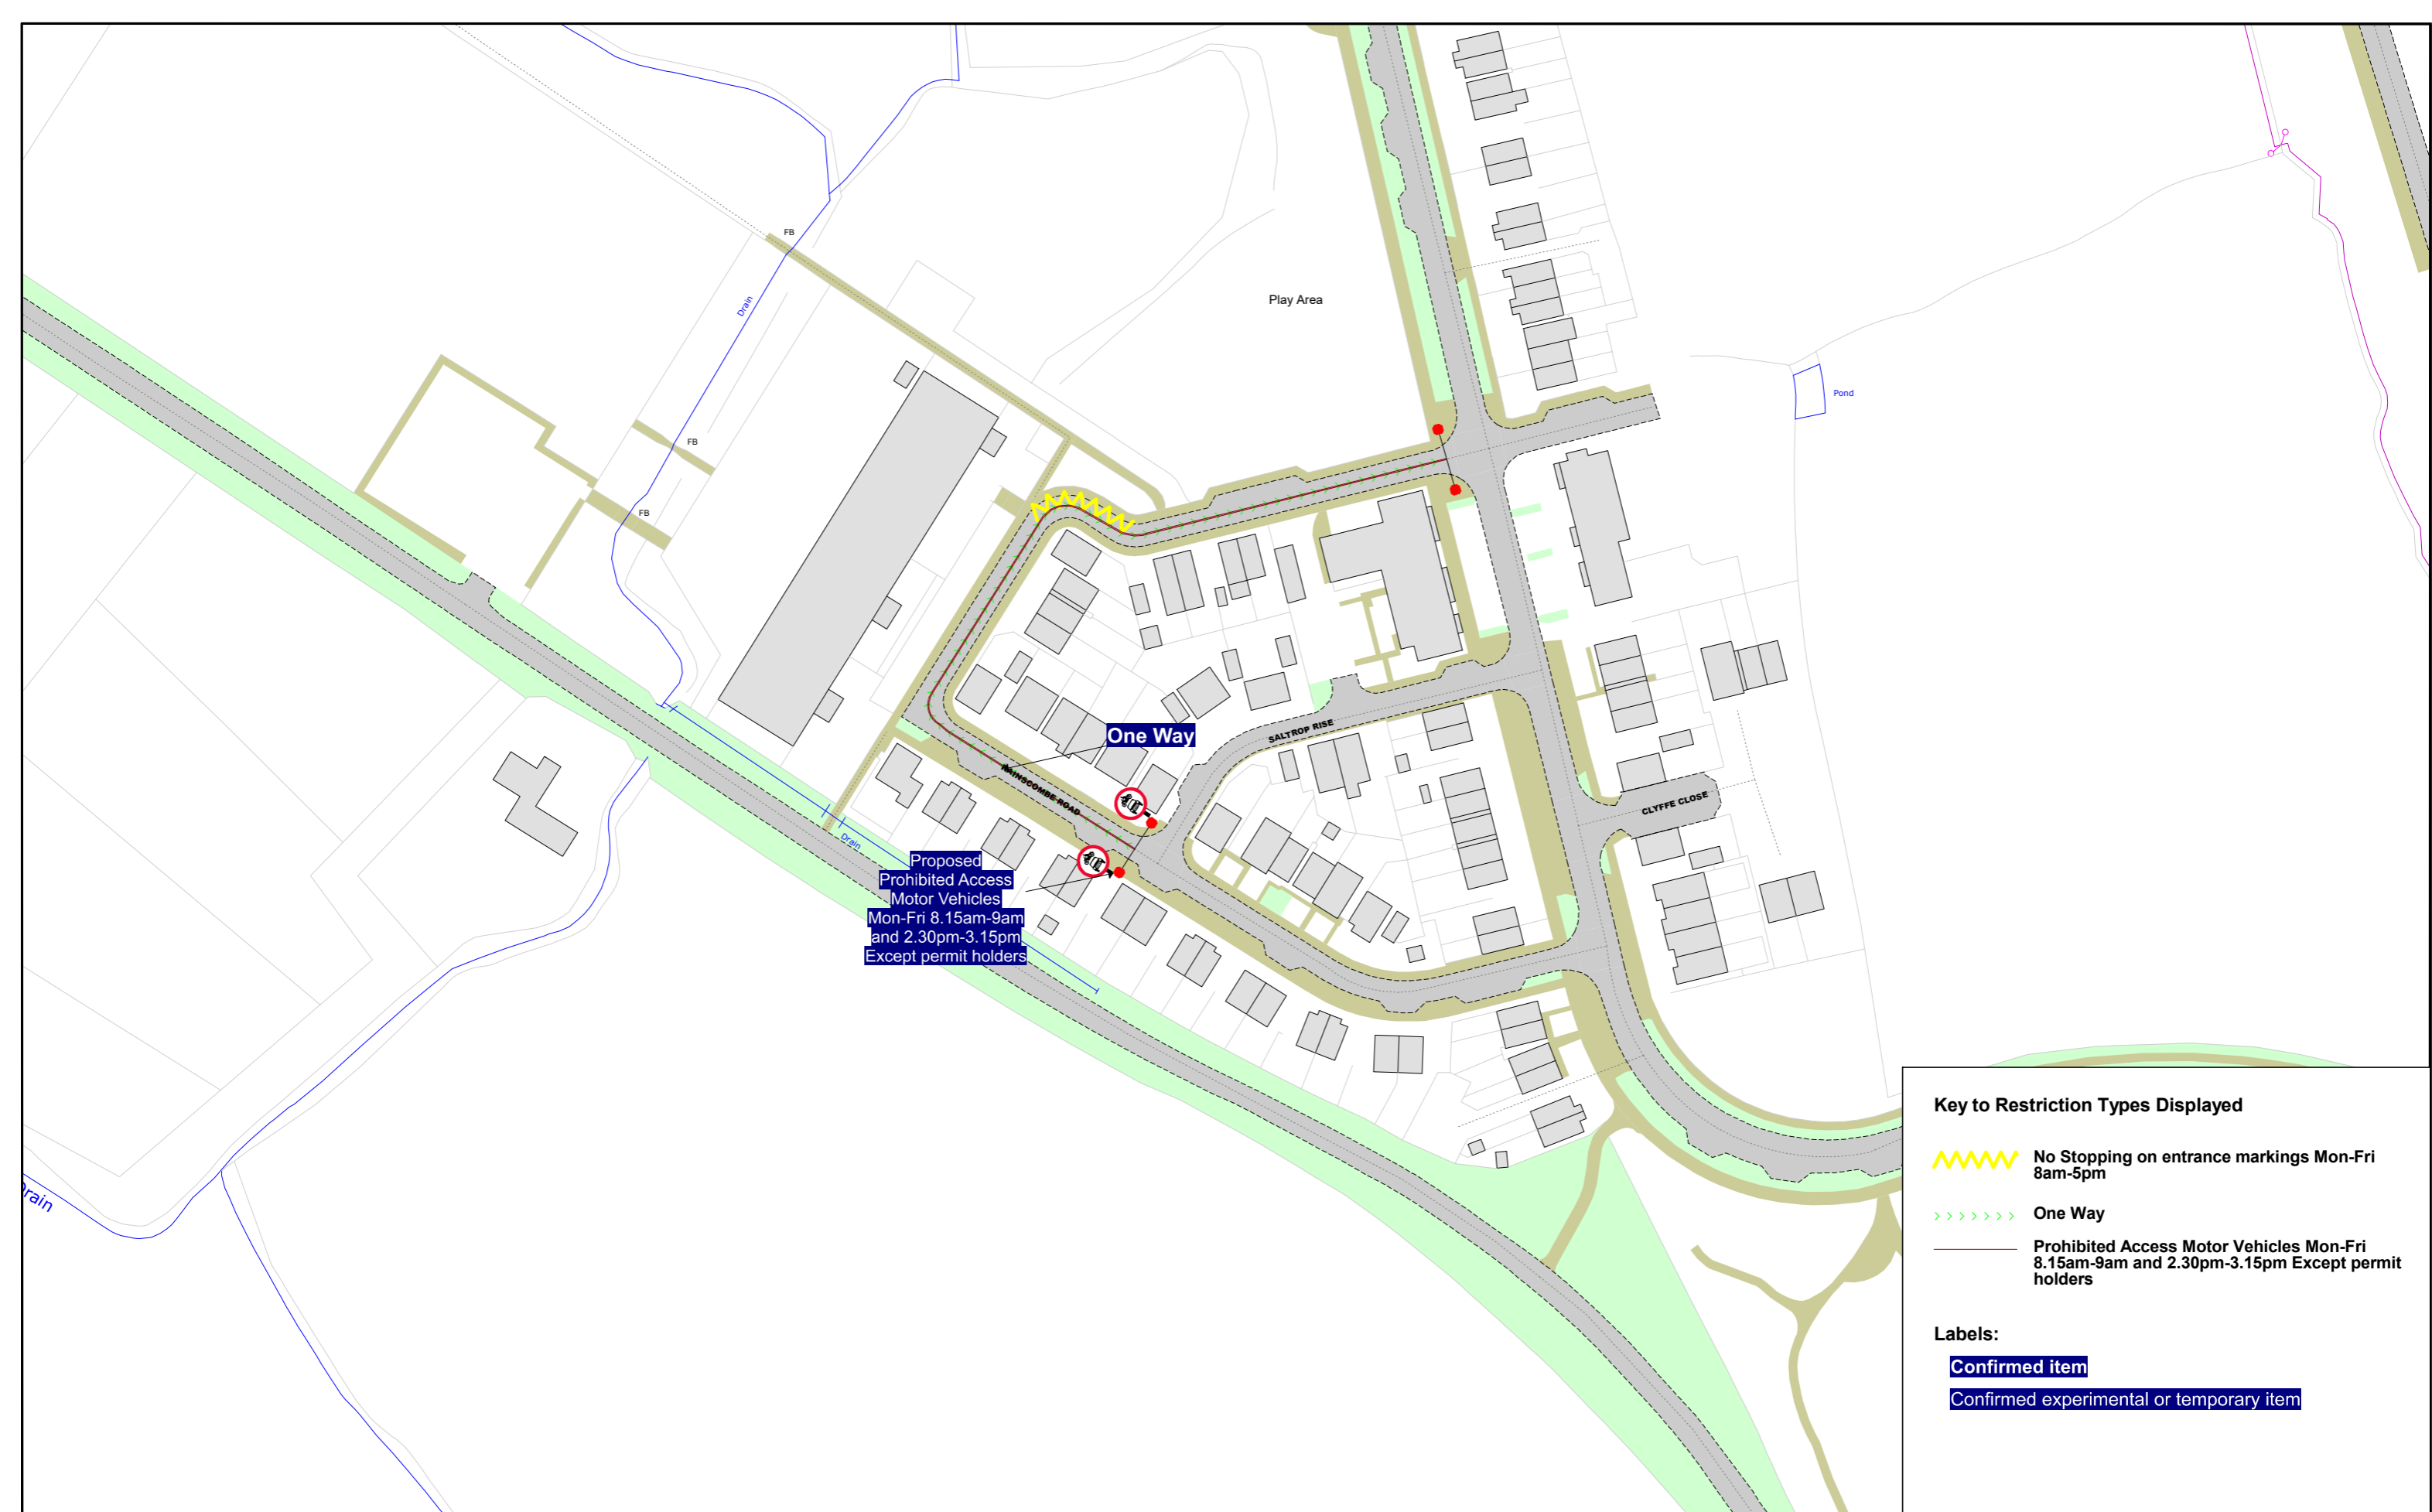 FB
Drain
Play Area
Pond
FB
FB
One Way
SALTROP RISE
RAINSCOMBE ROAD
CLYFFE CLOSE
Drain
Proposed
Prohibited Access
Motor Vehicles
Mon-Fri 8.15am-9am
and 2.30pm-3.15pm
Except permit holders
Drain
Key to Restriction Types Displayed
No Stopping on entrance markings Mon-Fri
8am-5pm
One Way
Prohibited Access Motor Vehicles Mon-Fri
8.15am-9am and 2.30pm-3.15pm Except permit
holders
Labels:
Confirmed item
Confirmed experimental or temporary item